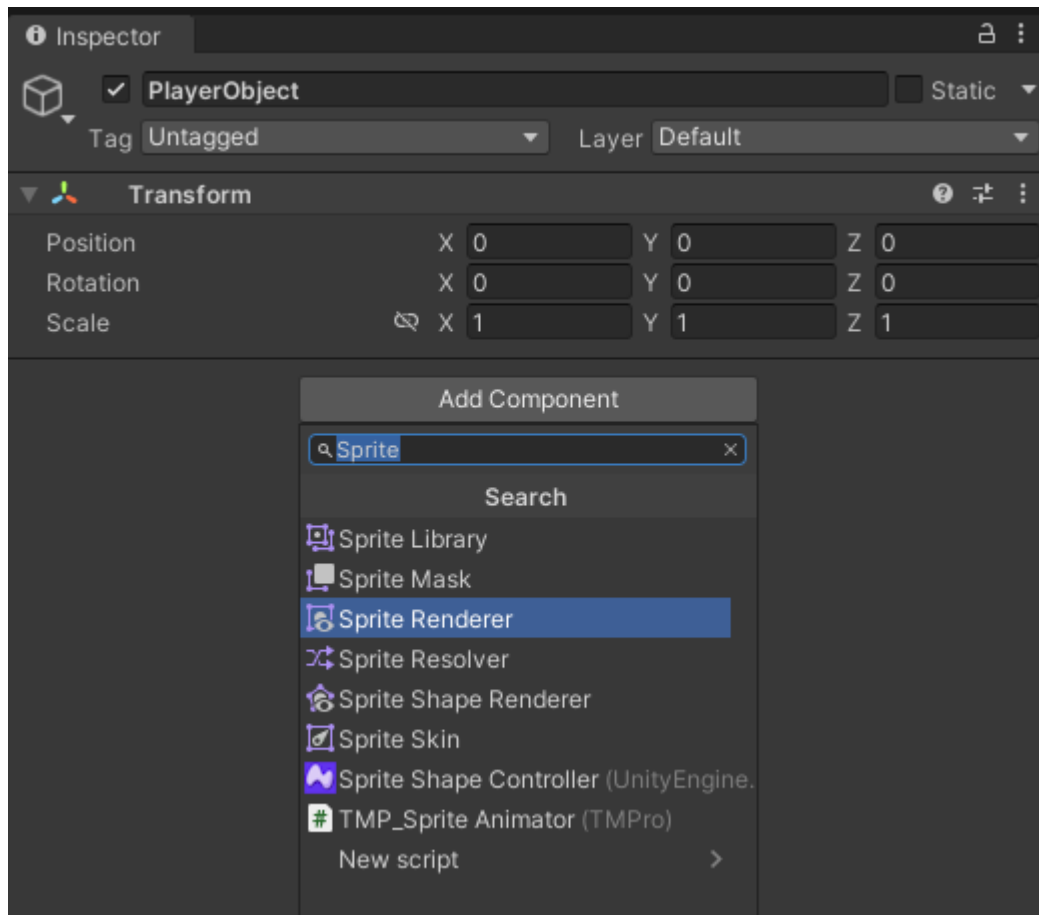 Inspector
PlayerObject Static
Tag Untagged Layer Default
Transform
Position X 0 Y 0 Z 0
Rotation X 0 Y 0 Z 0
Scale X 1 Y 1 Z 1
Add Component
Sprite
Search
Sprite Library
Sprite Mask
Sprite Renderer
Sprite Resolver
Sprite Shape Renderer
Sprite Skin
Sprite Shape Controller (UnityEngine.
TMP_Sprite Animator (TMPro)
New script